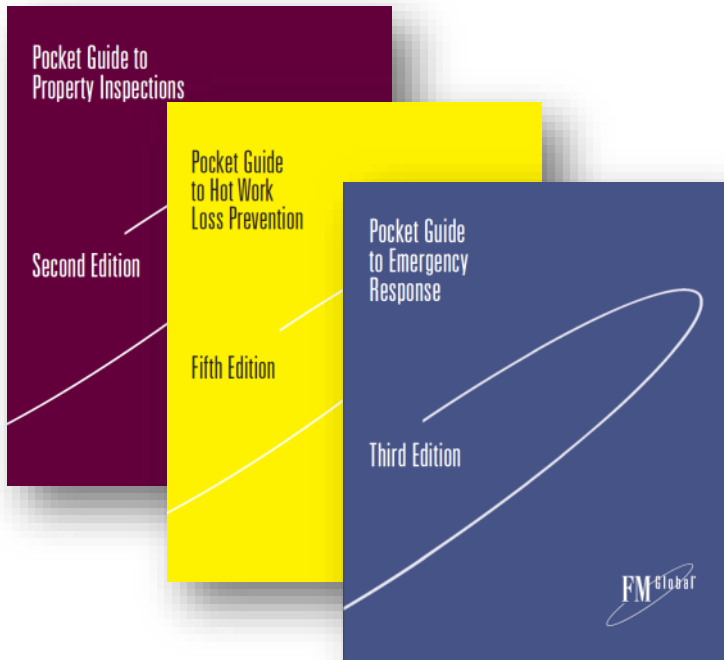 Pocket Guide to
Property Inspections
Second Edition
Pocket Guide
to Hot Work
Loss Prevention
Fifth Edition
Pocket Guide
to Emergency
Response
Third Edition
FM Global